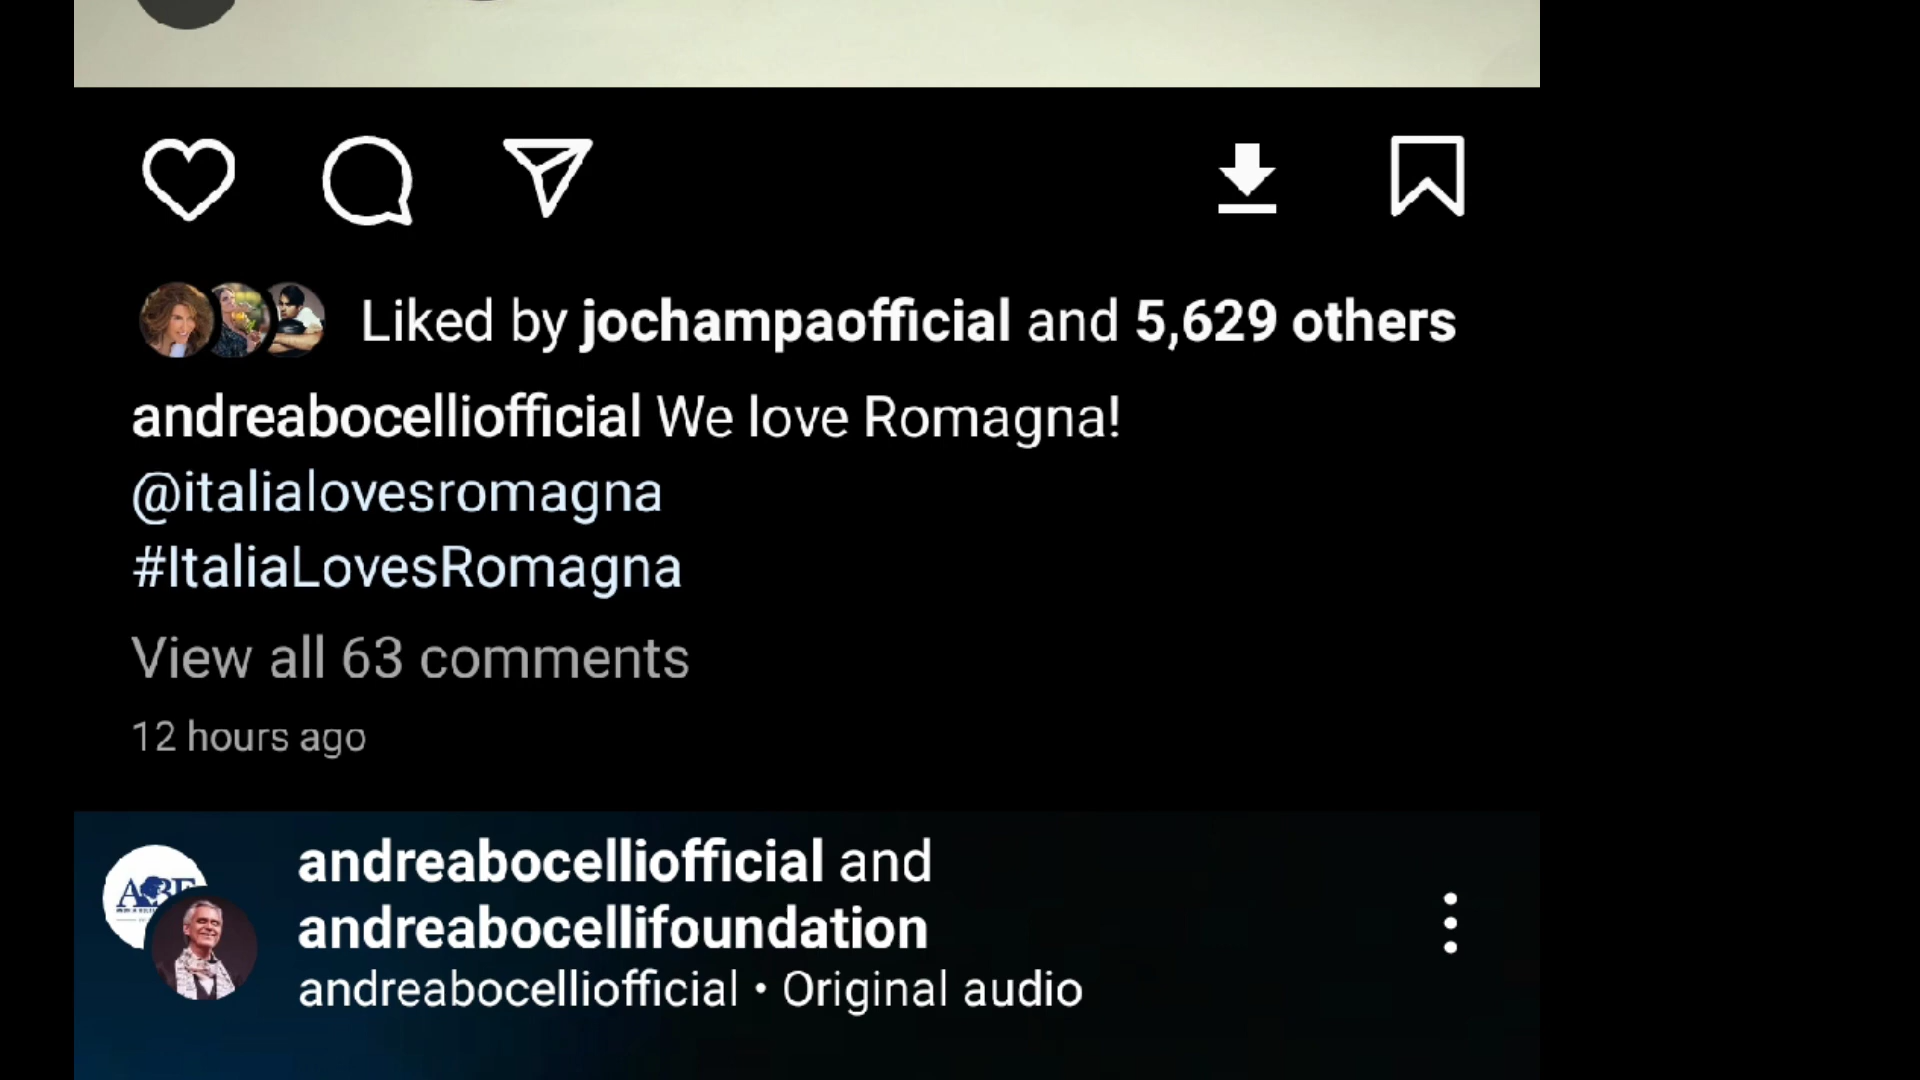 Liked by jochampaofficial and 5,629 others
andreabocelliofficial We love Romagna!
@italialovesromagna
#ItaliaLovesRomagna
View all 63 comments
12 hours ago
andreabocelliofficial and
andreabocellifoundation
andreabocelliofficial • Original audio